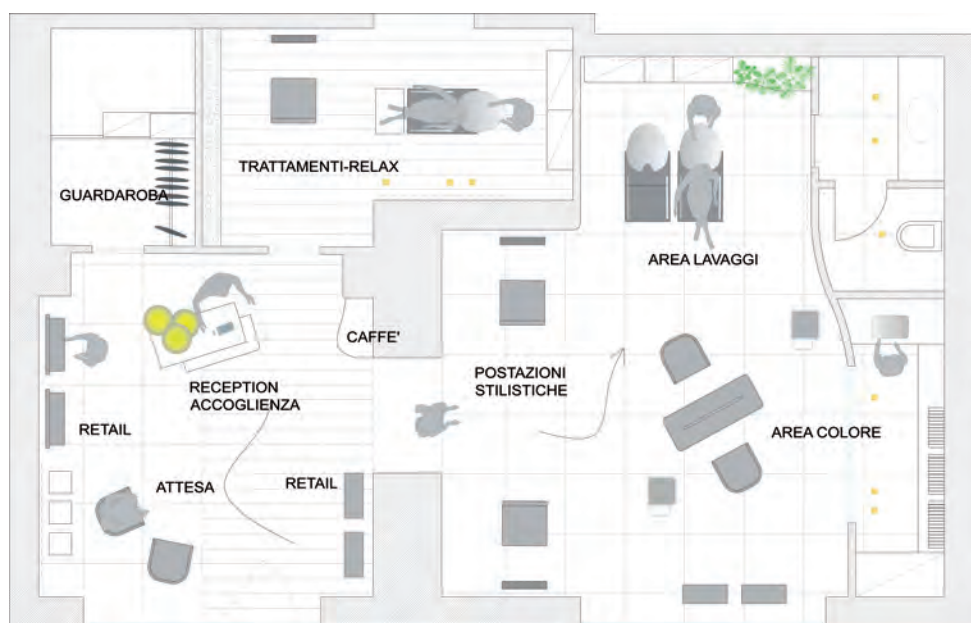 TRATTAMENTI-RELAX
GUARDAROBA
AREA LAVAGGI
CAFFE'
RECEPTION
ACCOGLIENZA
POSTAZIONI
STILISTICHE
RETAIL
AREA COLORE
ATTESA
RETAIL